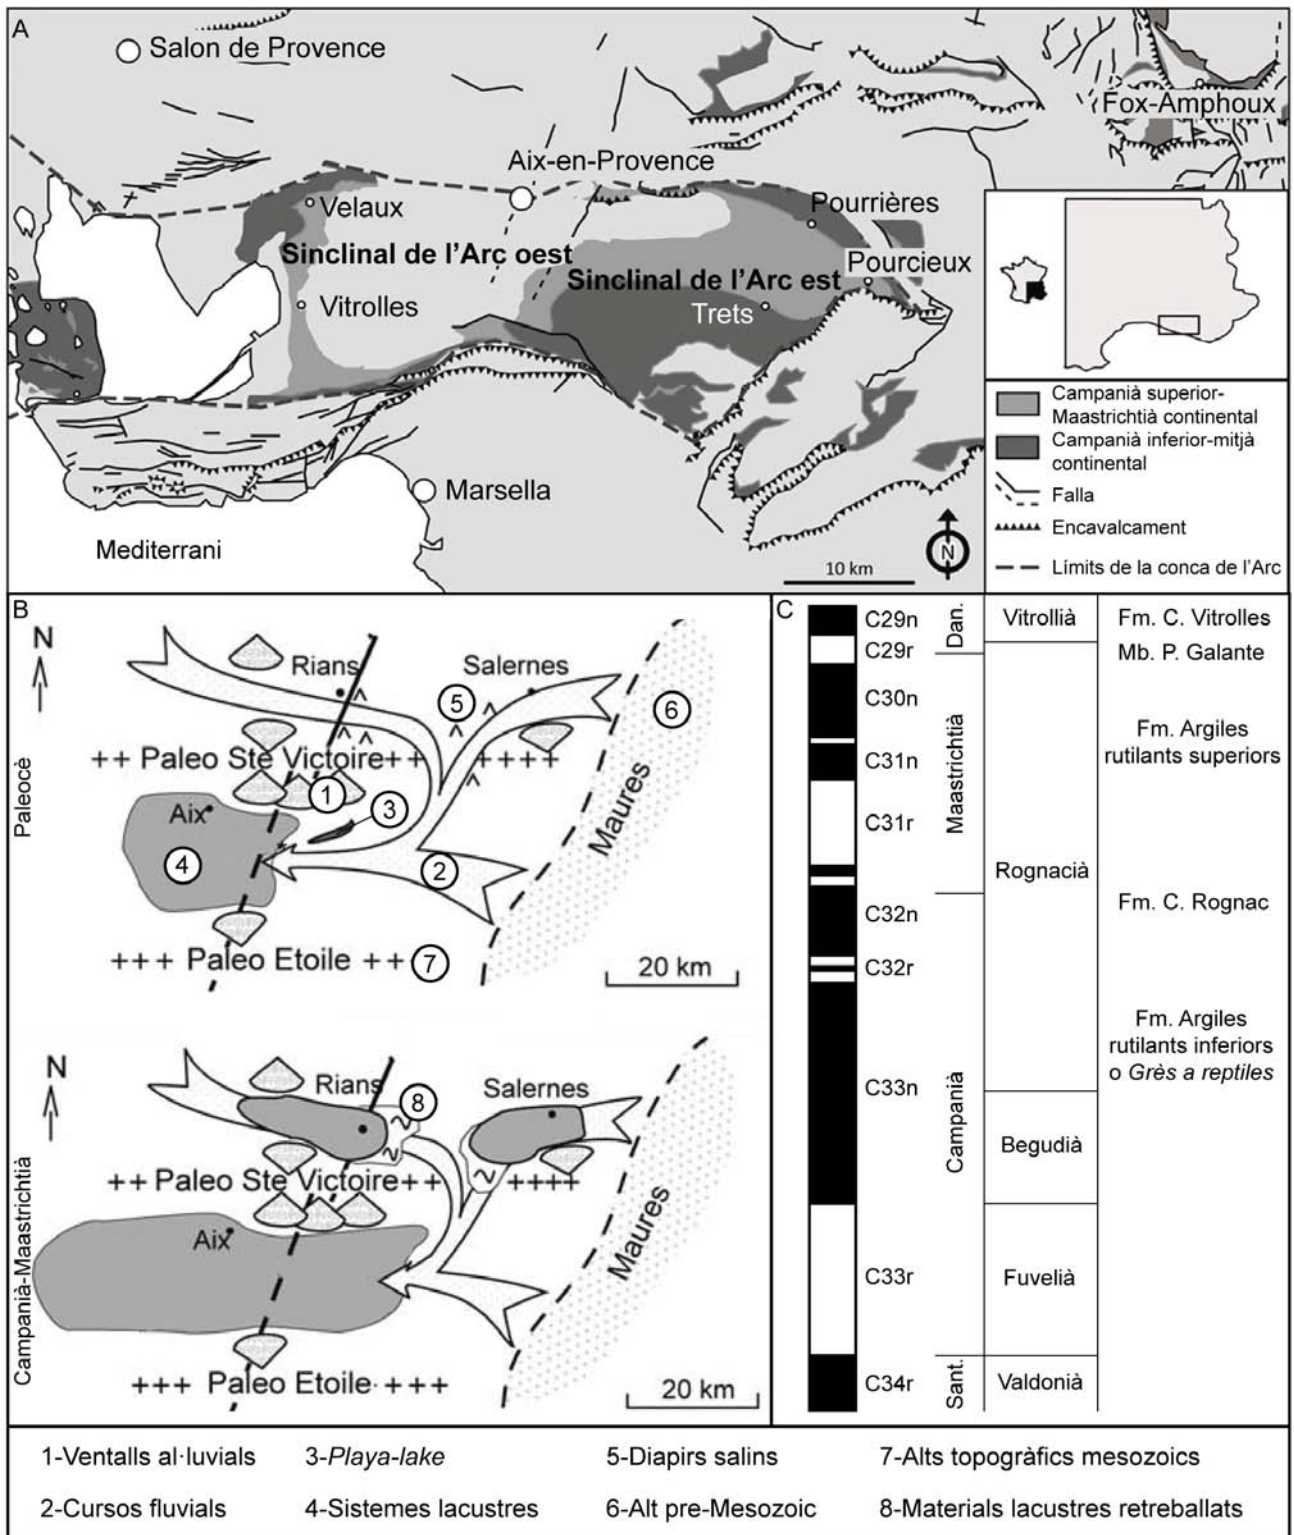 A
Salon de Provence
Fox-Amphoux
Aix-en-Provence
Velaux
Pourrières
Sinclinal de l'Arc oest
Pourcieux
Sinclinal de l'Arc est
Vitrolles
Trets
Marsella
Mediterrani
10 km
N
Campanià superior-
Maastrichtià continental
Campanià inferior-mitjà
continental
Falla
Encavalcament
Límits de la conca de l'Arc
B
Paleocè
N
Rians
Salernes
5
6
++ Paleo Ste Victoire++
++++
1
3
Aix
4
2
Maures
+++ Paleo Etoile ++
7
20 km
Campanià-Maastrichtià
N
Rians
8
Salernes
++ Paleo Ste Victoire++
++++
Aix
Maures
+++ Paleo Etoile +++
20 km
C
C29n
C29r
C30n
C31n
C31r
C32n
C32r
C33n
C33r
C34r
Dan.
Maastrichtià
Campanià
Sant.
Vitrollià
Rognacià
Begudià
Fuvelià
Valdonià
Fm. C. Vitrolles
Mb. P. Galante
Fm. Argiles
rutilants superiors
Fm. C. Rognac
Fm. Argiles
rutilants inferiors
o Grès a reptiles
1-Ventalls al·luvials
3-Playa-lake
5-Diapirs salins
7-Alts topogràfics mesozoics
2-Cursos fluvials
4-Sistemes lacustres
6-Alt pre-Mesozoic
8-Materials lacustres retreballats